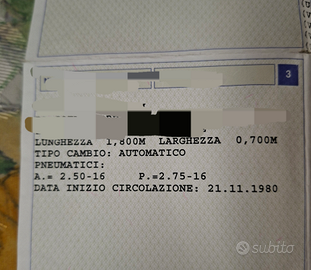 3
LUNGHEZZA 1,800M LARGHEZZA 0,700M
TIPO CAMBIO: AUTOMATICO
PNEUMATICI:
A.= 2.50-16 P.=2.75-16
DATA INIZIO CIRCOLAZIONE: 21.11.1980
subito